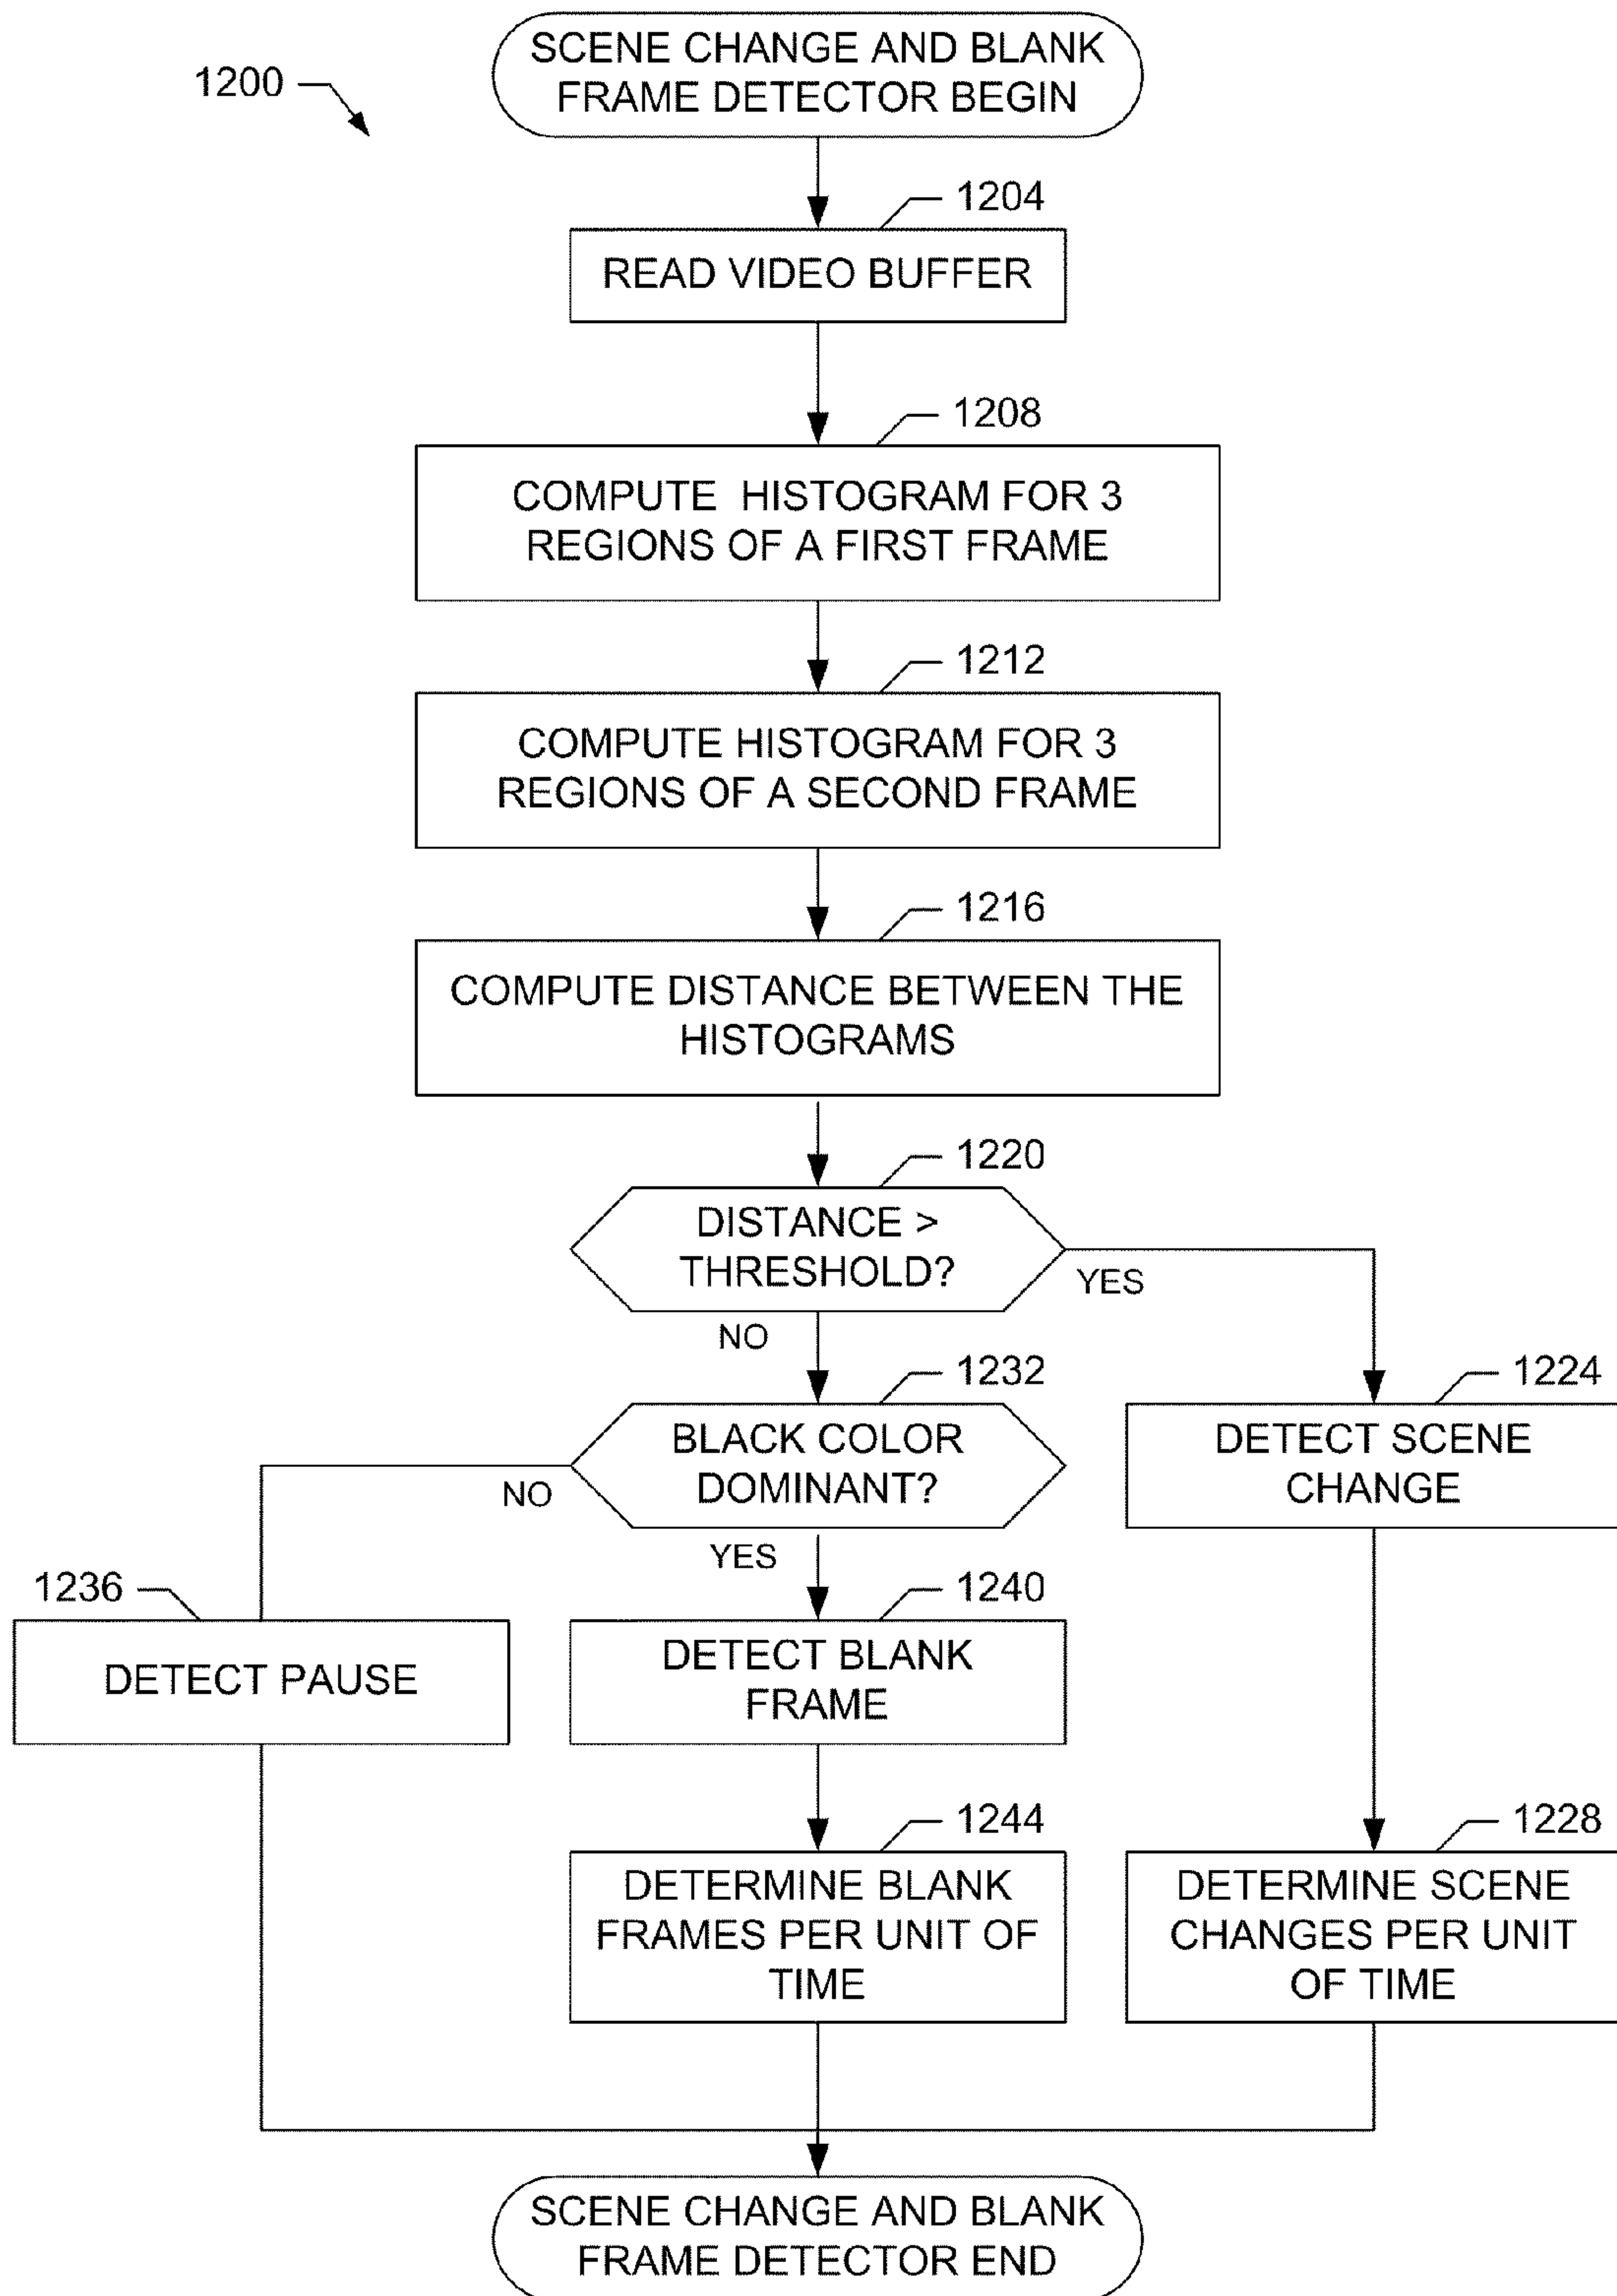 SCENE CHANGE AND BLANK
FRAME DETECTOR BEGIN
1200
1204
READ VIDEO BUFFER
1208
COMPUTE HISTOGRAM FOR 3
REGIONS OF A FIRST FRAME
1212
COMPUTE HISTOGRAM FOR 3
REGIONS OF A SECOND FRAME
1216
COMPUTE DISTANCE BETWEEN THE
HISTOGRAMS
1220
DISTANCE >
THRESHOLD?
YES
NO
1232
BLACK COLOR
DOMINANT?
NO
YES
1224
DETECT SCENE
CHANGE
1236
DETECT PAUSE
1240
DETECT BLANK
FRAME
1244
DETERMINE BLANK
FRAMES PER UNIT OF
TIME
1228
DETERMINE SCENE
CHANGES PER UNIT
OF TIME
SCENE CHANGE AND BLANK
FRAME DETECTOR END